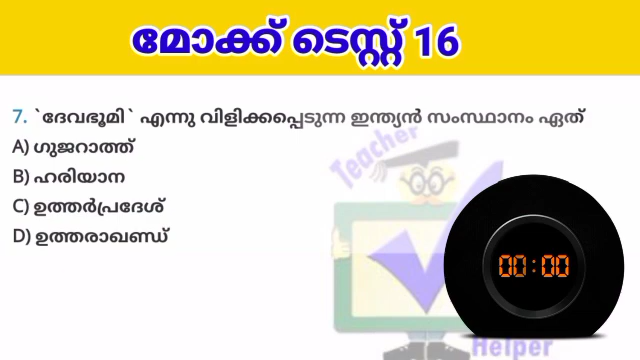 മോക്ക് ടെസ്റ്റ് 16
7. `ദേവഭൂമി` എന്നു വിളിക്കപ്പെടുന്ന ഇന്ത്യൻ സംസ്ഥാനം ഏത്
A) ഗുജറാത്ത്
B) ഹരിയാന
C) ഉത്തർപ്രദേശ്
D) ഉത്തരാഖണ്ഡ്
Teacher
00:00
Helper